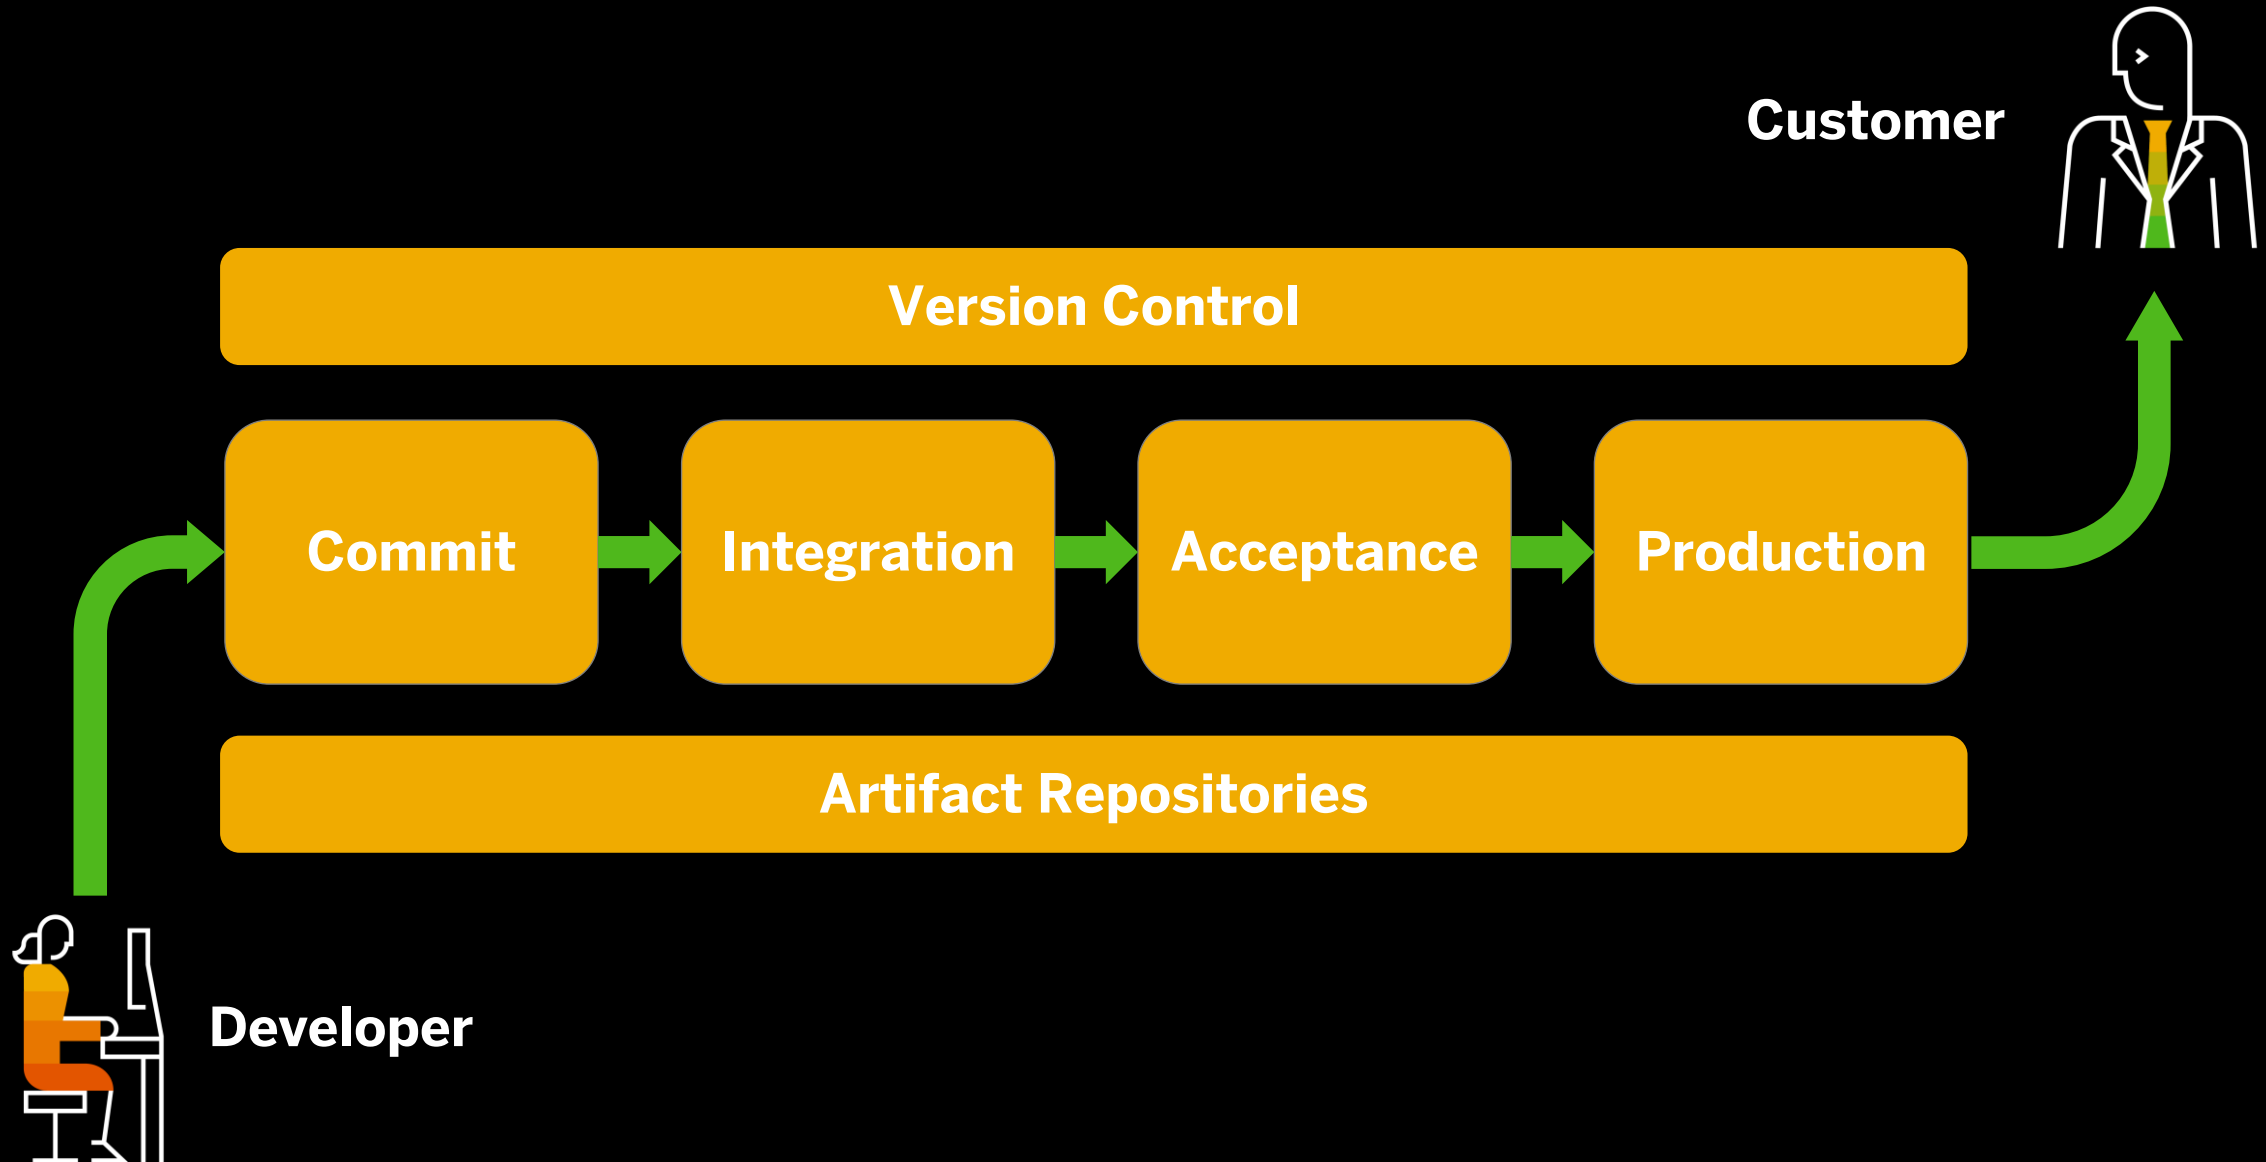 Customer
Version Control
Commit
Integration
Acceptance
Production
Artifact Repositories
Developer